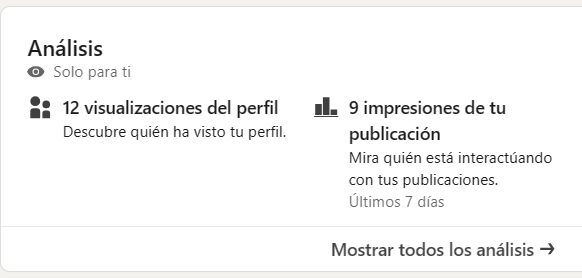 Análisis
Solo para ti
12 visualizaciones del perfil
Descubre quién ha visto tu perfil.
9 impresiones de tu
publicación
Mira quién está interactúando
con tus publicaciones.
Últimos 7 días
Mostrar todos los análisis →